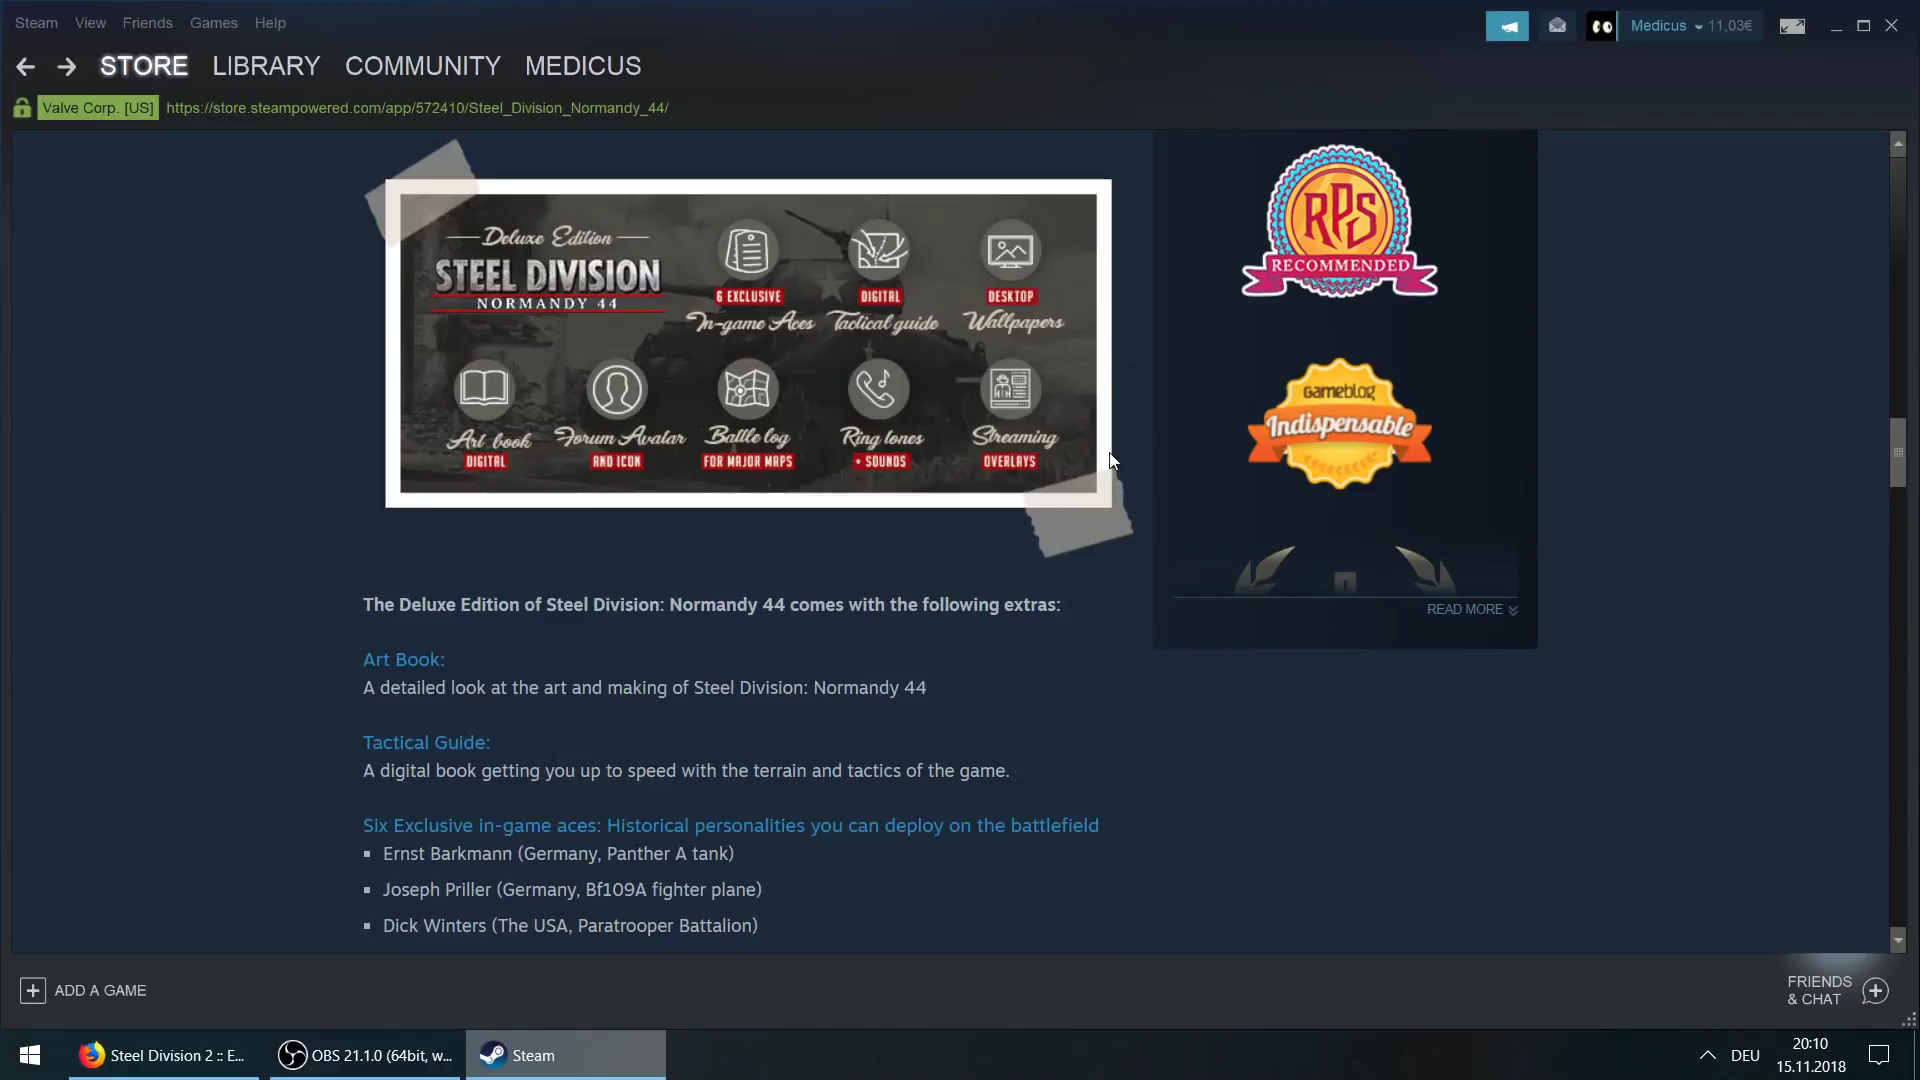 Steam View Friends Games Help
Medicus 11,03€
STORE LIBRARY COMMUNITY MEDICUS
Valve Corp. [US] https://store.steampowered.com/app/572410/Steel_Division_Normandy_44/
Deluxe Edition
STEEL DIVISION
NORMANDY 44
6 EXCLUSIVE
In-game Aces
DIGITAL
Tactical guide
DESKTOP
Wallpapers
Art book
DIGITAL
Forum Avatar
AND ICON
Battle log
FOR MAJOR MAPS
Ring tones
+ SOUNDS
Streaming
OVERLAYS
RPS
RECOMMENDED
Gameblog
Indispensable
READ MORE
The Deluxe Edition of Steel Division: Normandy 44 comes with the following extras:
Art Book:
A detailed look at the art and making of Steel Division: Normandy 44
Tactical Guide:
A digital book getting you up to speed with the terrain and tactics of the game.
Six Exclusive in-game aces: Historical personalities you can deploy on the battlefield
Ernst Barkmann (Germany, Panther A tank)
Joseph Priller (Germany, Bf109A fighter plane)
Dick Winters (The USA, Paratrooper Battalion)
ADD A GAME
FRIENDS
& CHAT
Steel Division 2 :: E...
OBS 21.1.0 (64bit, w...
Steam
DEU
20:10
15.11.2018